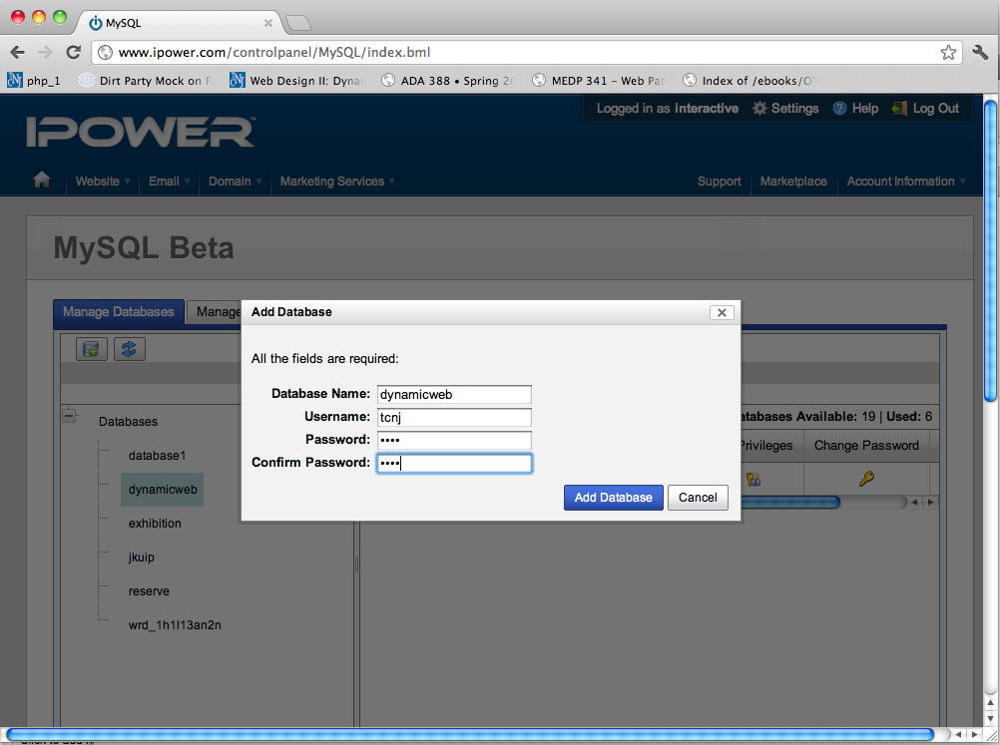 MySQL
www.ipower.com/controlpanel/MySQL/index.bml
php_1 Dirt Party Mock on F Web Design II: Dynar ADA 388 • Spring 20 MEDP 341 – Web Pat Index of /ebooks/O'
Logged in as Interactive Settings Help Log Out
IPOWER™
Website Email Domain Marketing Services Support Marketplace Account Information
MySQL Beta
Manage Databases Manage
Add Database
All the fields are required:
Database Name: dynamicweb
Username: tcnj
Password: ••••
Confirm Password: ••••
Add Database Cancel
atabases Available: 19 | Used: 6
Privileges Change Password
Databases
database1
dynamicweb
exhibition
jkuip
reserve
wrd_1h1l13an2n